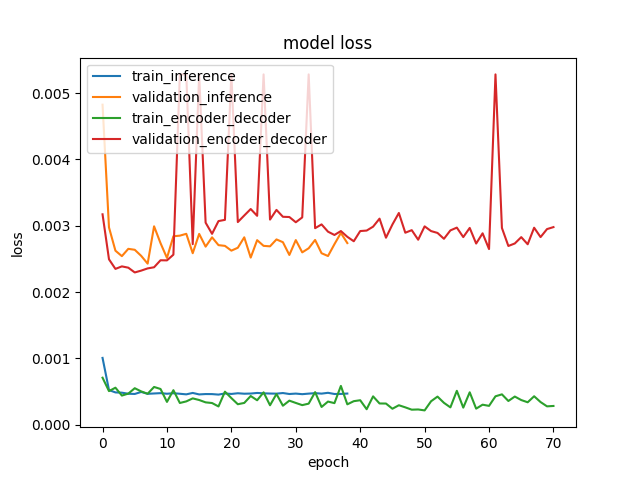 model loss
train_inference
validation_inference
train_encoder_decoder
validation_encoder_decoder
loss
0.005
0.004
0.003
0.002
0.001
0.000
0 10 20 30 40 50 60 70
epoch